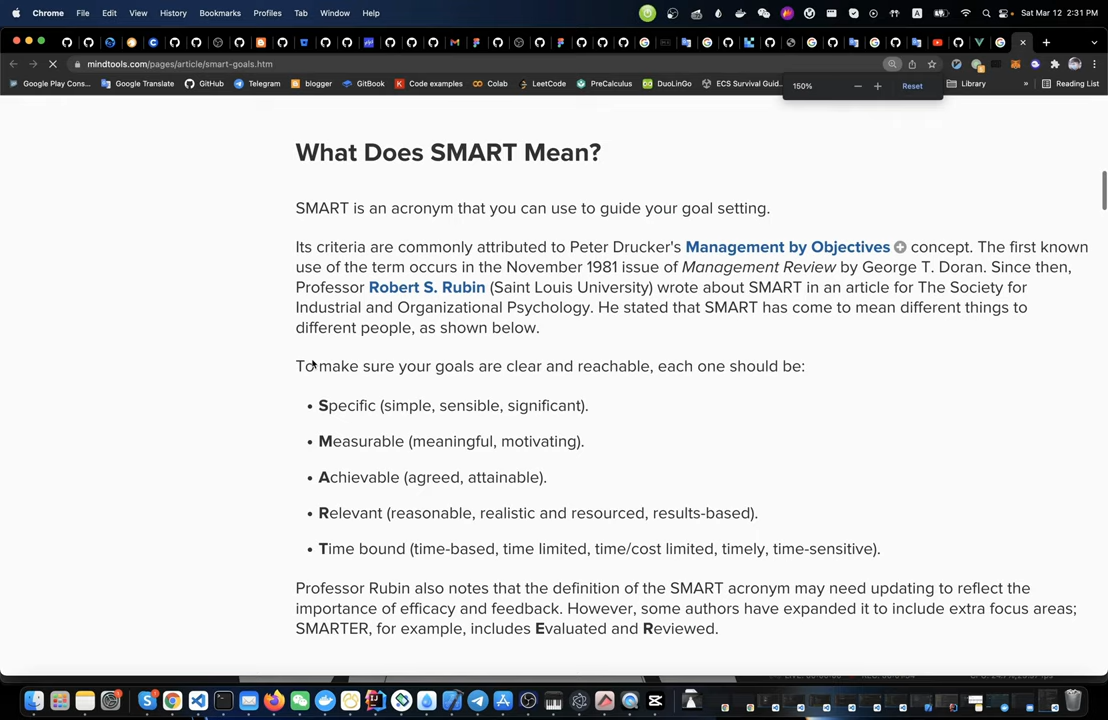 Chrome File Edit View History Bookmarks Profiles Tab Window Help
Sat Mar 12 2:31 PM
mindtools.com/pages/article/smart-goals.htm
Google Play Cons... Google Translate GitHub Telegram blogger GitBook Code examples Colab LeetCode PreCalculus DuoLinGo ECS Survival Guid... Library » Reading List
150% − + Reset
What Does SMART Mean?
SMART is an acronym that you can use to guide your goal setting.
Its criteria are commonly attributed to Peter Drucker's Management by Objectives concept. The first known
use of the term occurs in the November 1981 issue of Management Review by George T. Doran. Since then,
Professor Robert S. Rubin (Saint Louis University) wrote about SMART in an article for The Society for
Industrial and Organizational Psychology. He stated that SMART has come to mean different things to
different people, as shown below.
To make sure your goals are clear and reachable, each one should be:
• Specific (simple, sensible, significant).
• Measurable (meaningful, motivating).
• Achievable (agreed, attainable).
• Relevant (reasonable, realistic and resourced, results-based).
• Time bound (time-based, time limited, time/cost limited, timely, time-sensitive).
Professor Rubin also notes that the definition of the SMART acronym may need updating to reflect the
importance of efficacy and feedback. However, some authors have expanded it to include extra focus areas;
SMARTER, for example, includes Evaluated and Reviewed.